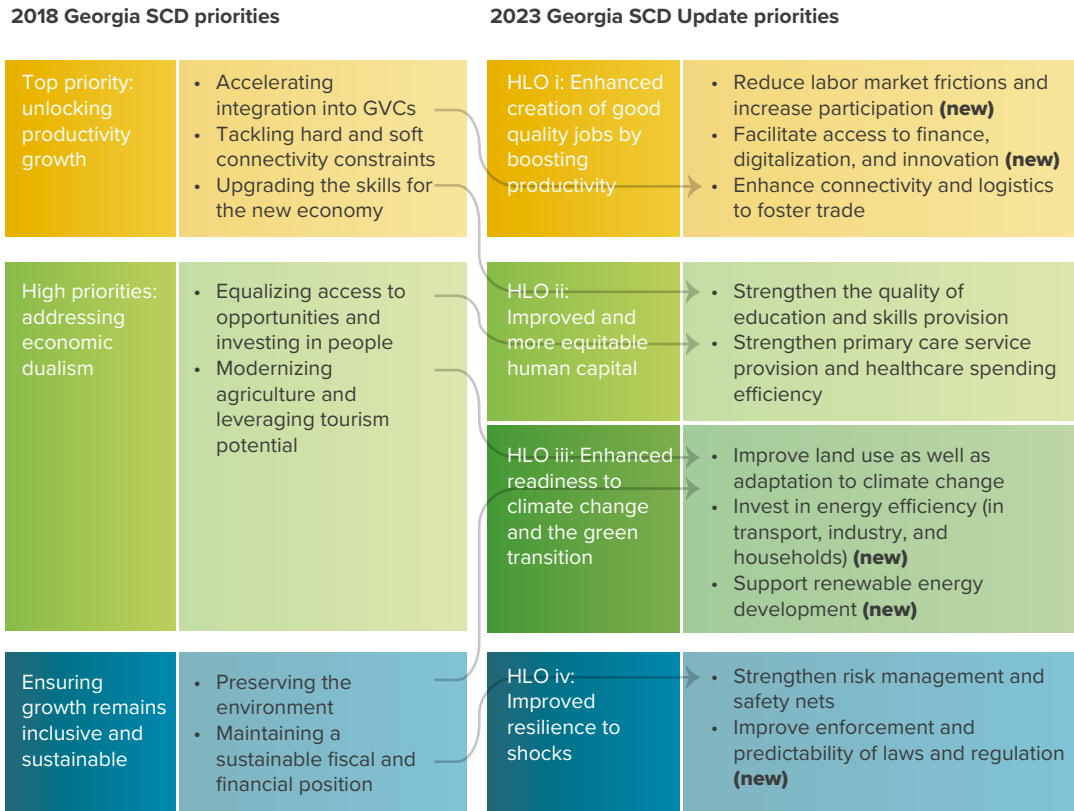 2018 Georgia SCD priorities
2023 Georgia SCD Update priorities
Top priority:
unlocking
productivity
growth
• Accelerating
integration into GVCs
• Tackling hard and soft
connectivity constraints
• Upgrading the skills for
the new economy
HLO i: Enhanced
creation of good
quality jobs by
boosting
productivity
• Reduce labor market frictions and
increase participation (new)
• Facilitate access to finance,
digitalization, and innovation (new)
• Enhance connectivity and logistics
to foster trade
High priorities:
addressing
economic
dualism
• Equalizing access to
opportunities and
investing in people
• Modernizing
agriculture and
leveraging tourism
potential
HLO ii:
Improved and
more equitable
human capital
• Strengthen the quality of
education and skills provision
• Strengthen primary care service
provision and healthcare spending
efficiency
HLO iii: Enhanced
readiness to
climate change
and the green
transition
• Improve land use as well as
adaptation to climate change
• Invest in energy efficiency (in
transport, industry, and
households) (new)
• Support renewable energy
development (new)
Ensuring
growth remains
inclusive and
sustainable
• Preserving the
environment
• Maintaining a
sustainable fiscal and
financial position
HLO iv:
Improved
resilience to
shocks
• Strengthen risk management and
safety nets
• Improve enforcement and
predictability of laws and regulation
(new)